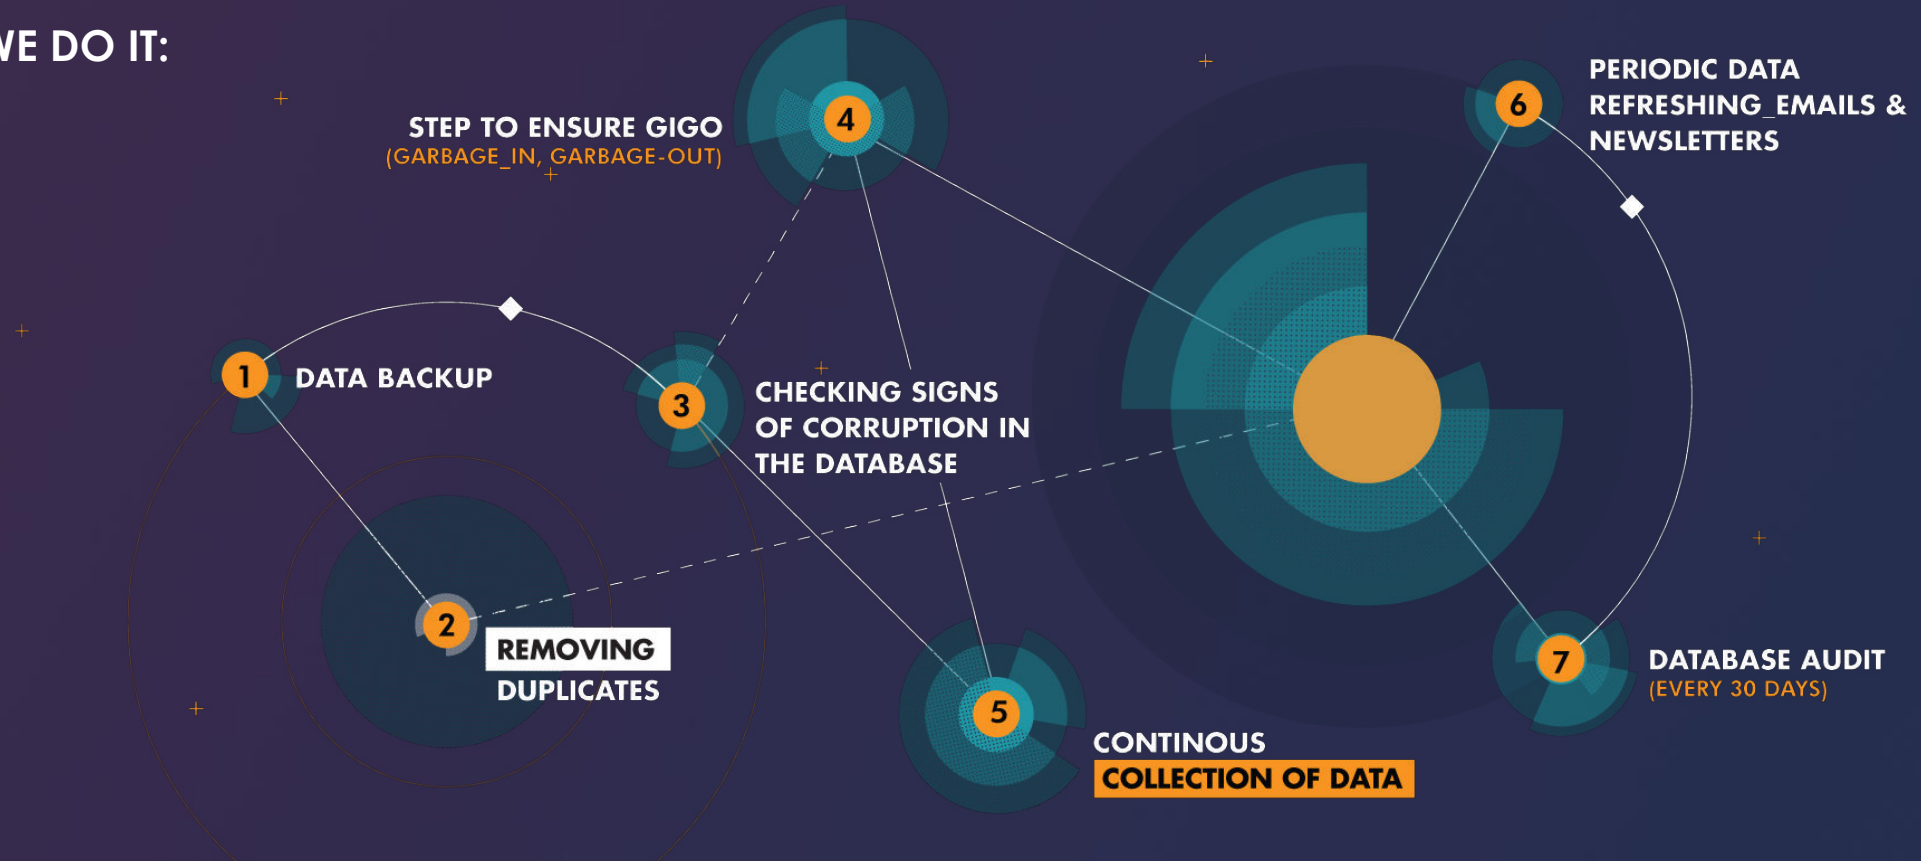 WE DO IT:
1
DATA BACKUP
2
REMOVING
DUPLICATES
3
CHECKING SIGNS
OF CORRUPTION IN
THE DATABASE
4
STEP TO ENSURE GIGO
(GARBAGE_IN, GARBAGE-OUT)
5
CONTINOUS
COLLECTION OF DATA
6
PERIODIC DATA
REFRESHING_EMAILS &
NEWSLETTERS
7
DATABASE AUDIT
(EVERY 30 DAYS)